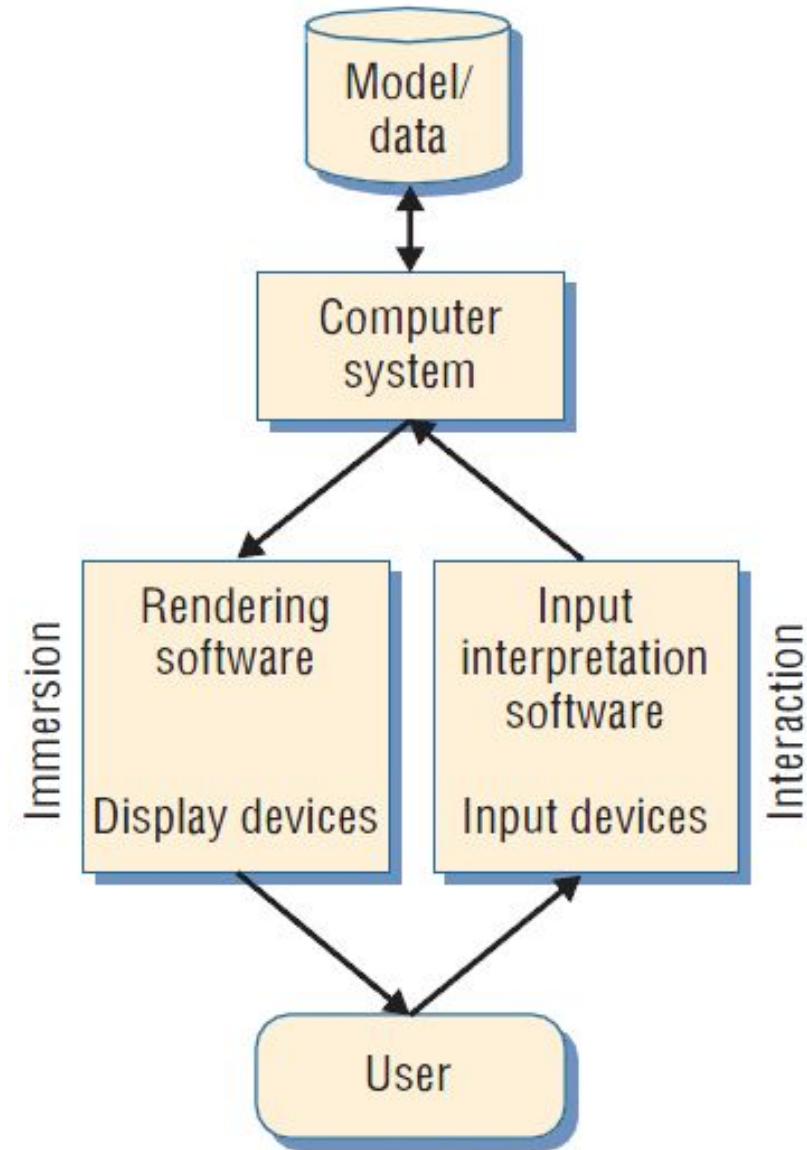 Model/
data
Computer
system
Immersion
Rendering
software
Display devices
Input
interpretation
software
Input devices
Interaction
User